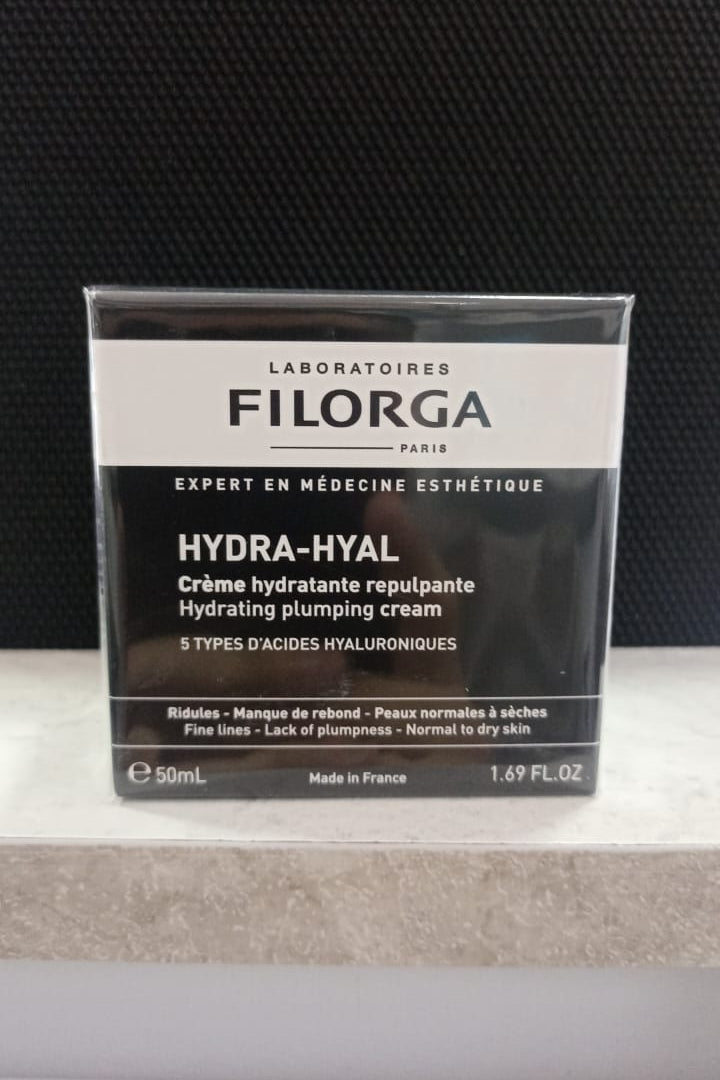 LABORATOIRES
FILORGA
PARIS
EXPERT EN MÉDECINE ESTHÉTIQUE
HYDRA-HYAL
Crème hydratante repulpante
Hydrating plumping cream
5 TYPES D'ACIDES HYALURONIQUES
Ridules - Manque de rebond - Peaux normales à sèches
Fine lines - Lack of plumpness - Normal to dry skin
℮ 50mL Made in France 1.69 FL.OZ.